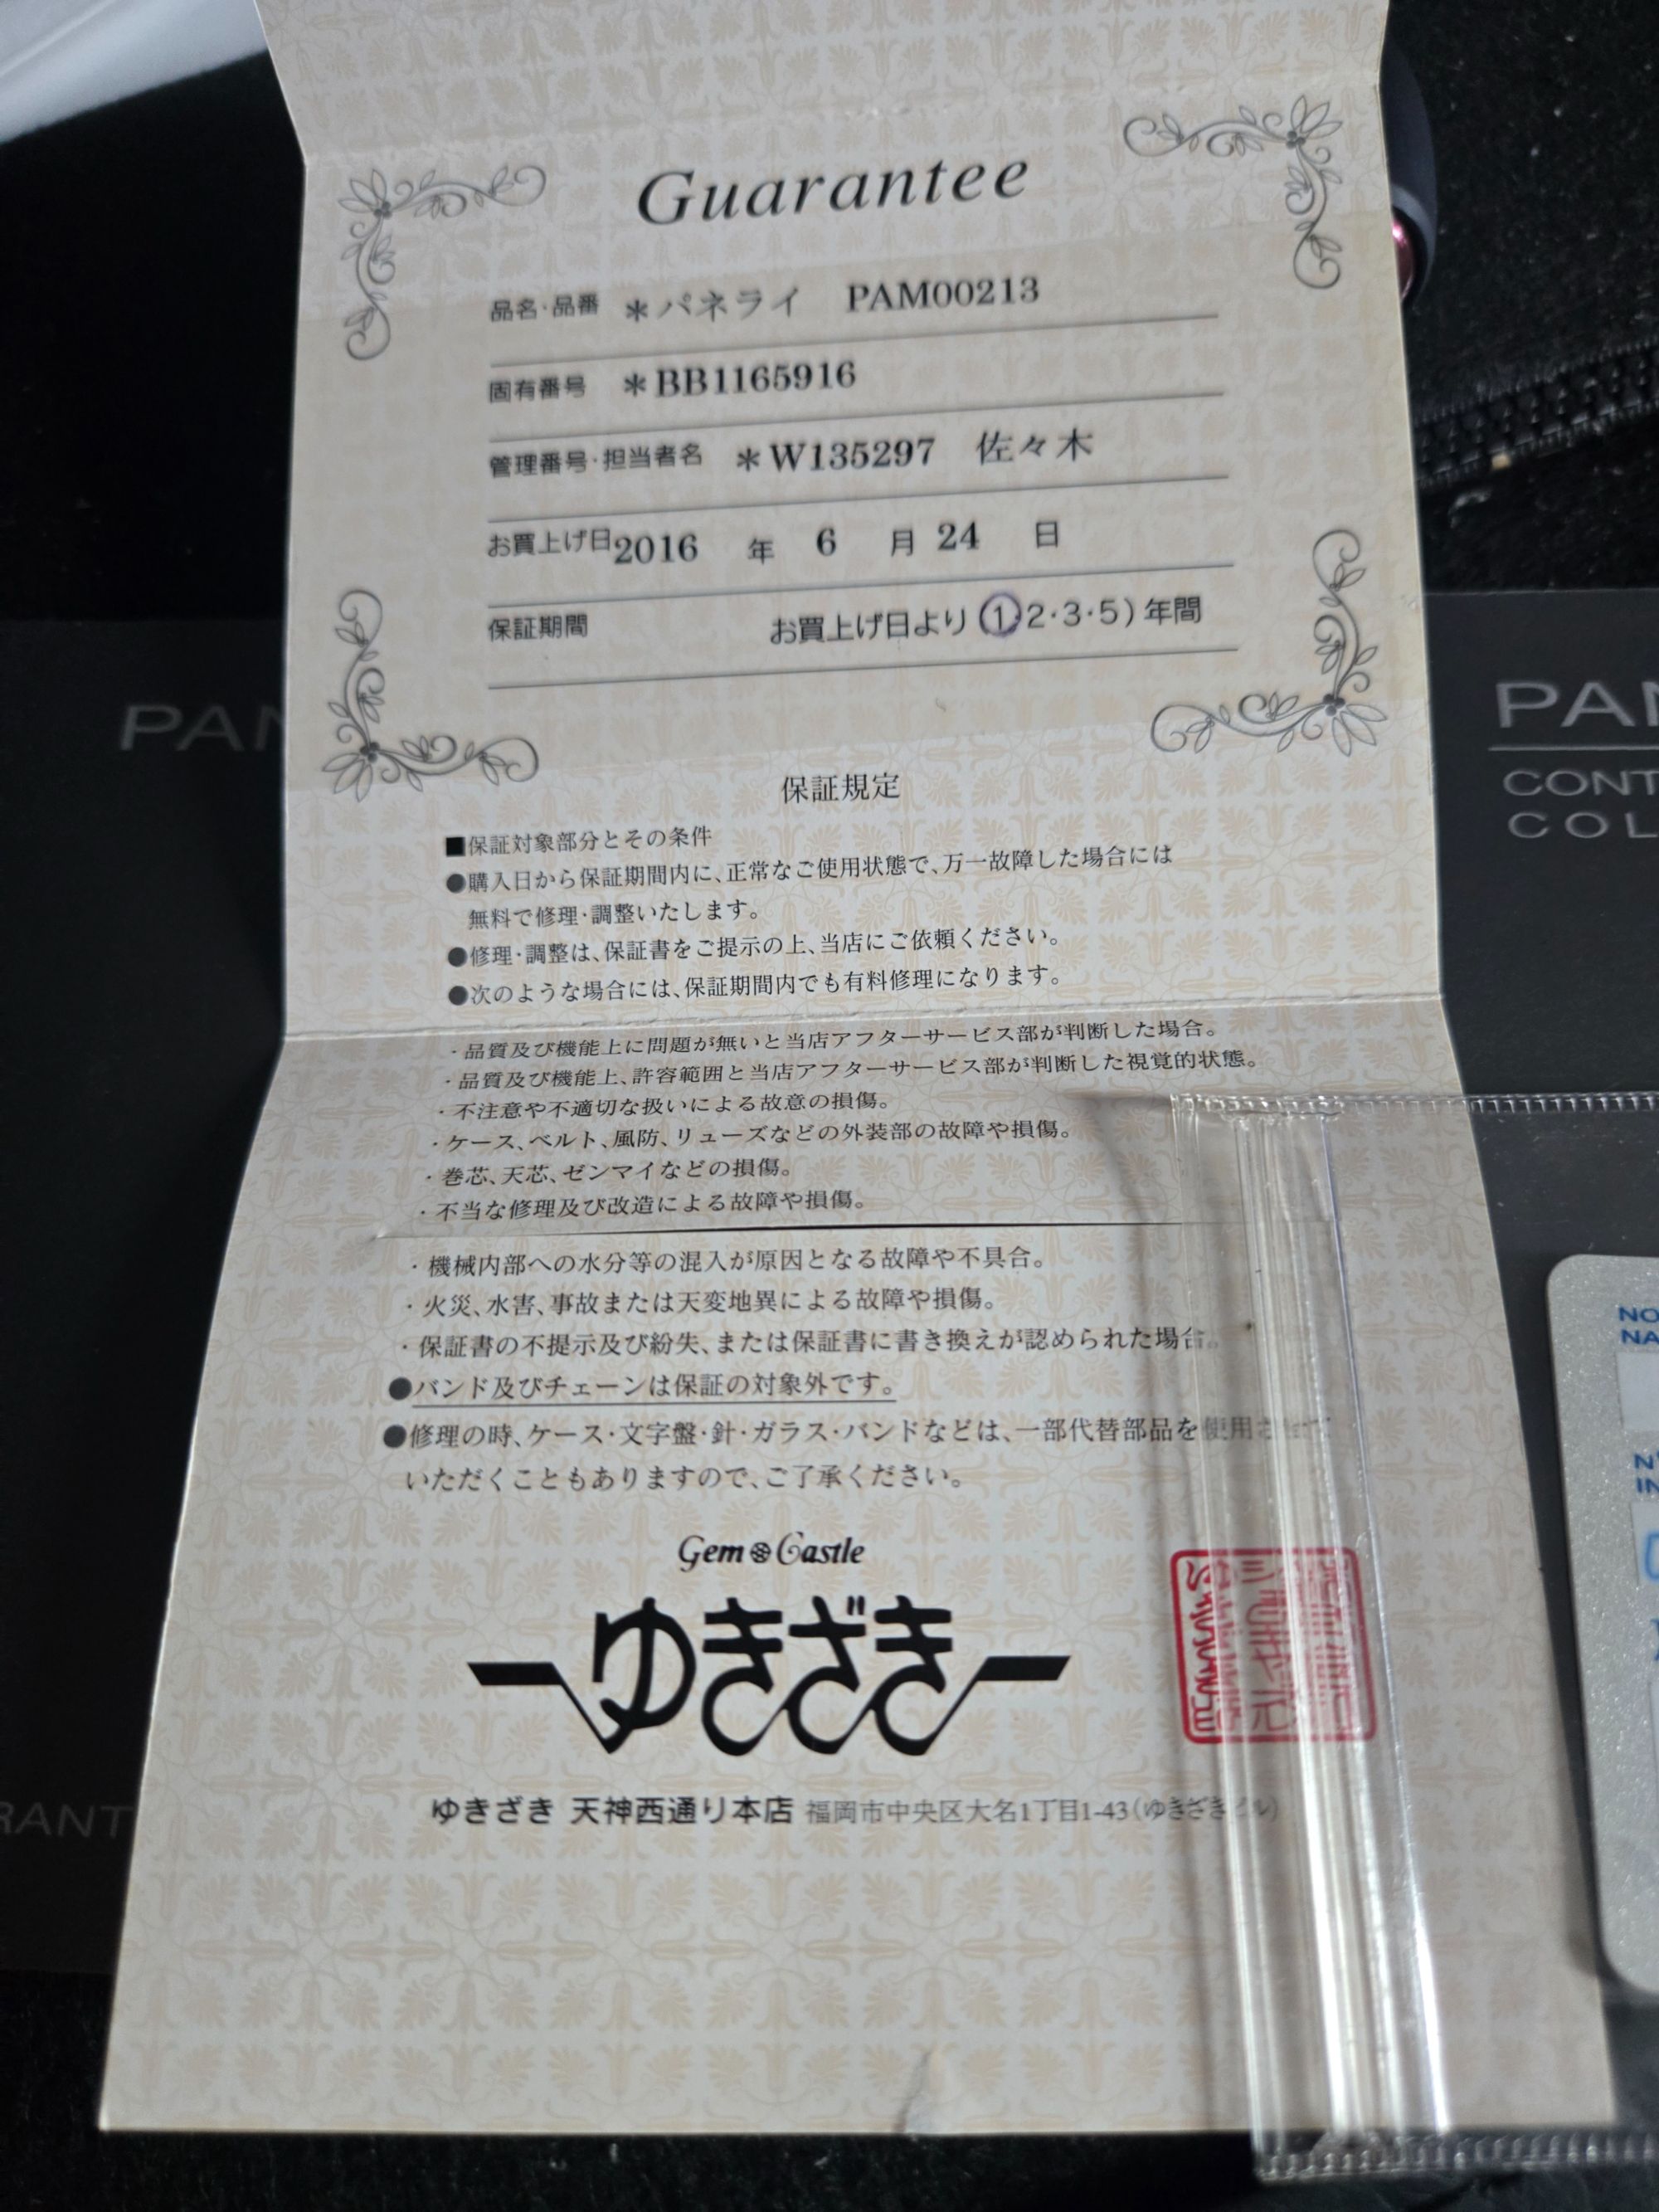 Guarantee
品名・品番 ＊パネライ PAM00213
固有番号 ＊BB1165916
管理番号・担当者名 ＊W135297 佐々木
お買上げ日 2016 年 6 月 24 日
保証期間 お買上げ日より(1・2・3・5)年間
保証規定
■保証対象部分とその条件
●購入日から保証期間内に、正常なご使用状態で、万一故障した場合には
無料で修理・調整いたします。
●修理・調整は、保証書をご提示の上、当店にご依頼ください。
●次のような場合には、保証期間内でも有料修理になります。
・品質及び機能上に問題が無いと当店アフターサービス部が判断した場合。
・品質及び機能上、許容範囲と当店アフターサービス部が判断した視覚的状態。
・不注意や不適切な扱いによる故意の損傷。
・ケース、ベルト、風防、リューズなどの外装部の故障や損傷。
・巻芯、天芯、ゼンマイなどの損傷。
・不当な修理及び改造による故障や損傷。
・機械内部への水分等の混入が原因となる故障や不具合。
・火災、水害、事故または天変地異による故障や損傷。
・保証書の不提示及び紛失、または保証書に書き換えが認められた場合。
●バンド及びチェーンは保証の対象外です。
●修理の時、ケース・文字盤・針・ガラス・バンドなどは、一部代替部品を使用させて
いただくこともありますので、ご了承ください。
Gem Castle
ゆきざき
ゆきざき 天神西通り本店 福岡市中央区大名1丁目1-43(ゆきざきビル)
PAN
RANT
PAN
CONT
COL
NO
NA
N°
IN